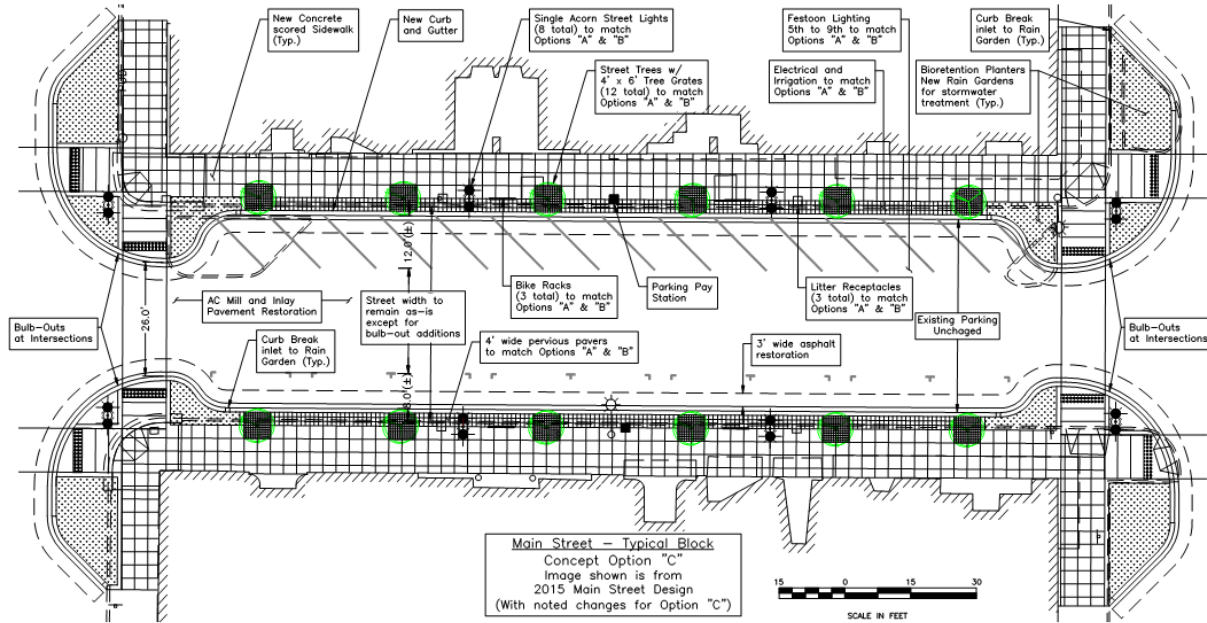 New Concrete
scored Sidewalk
(Typ.)
New Curb
and Gutter
Single Acorn Street Lights
(8 total) to match
Options "A" & "B"
Street Trees w/
4' x 6' Tree Grates
(12 total) to match
Options "A" & "B"
Festoon Lighting
5th to 9th to match
Options "A" & "B"
Electrical and
Irrigation to match
Options "A" & "B"
Curb Break
inlet to Rain
Garden (Typ.)
Bioretention Planters
New Rain Gardens
for stormwater
treatment (Typ.)
12.0'(±)
26.0'
AC Mill and Inlay
Pavement Restoration
Street width to
remain as-is
except for
bulb-out additions
Bike Racks
(3 total) to match
Options "A" & "B"
Parking Pay
Station
Litter Receptacles
(3 total) to match
Options "A" & "B"
Existing Parking
Unchaged
Bulb-Outs
at Intersections
Bulb-Outs
at Intersections
Curb Break
inlet to Rain
Garden (Typ.)
4' wide pervious pavers
to match Options "A" & "B"
3' wide asphalt
restoration
8.0'(±)
Main Street - Typical Block
Concept Option "C"
Image shown is from
2015 Main Street Design
(With noted changes for Option "C")
15 0 15 30
SCALE IN FEET